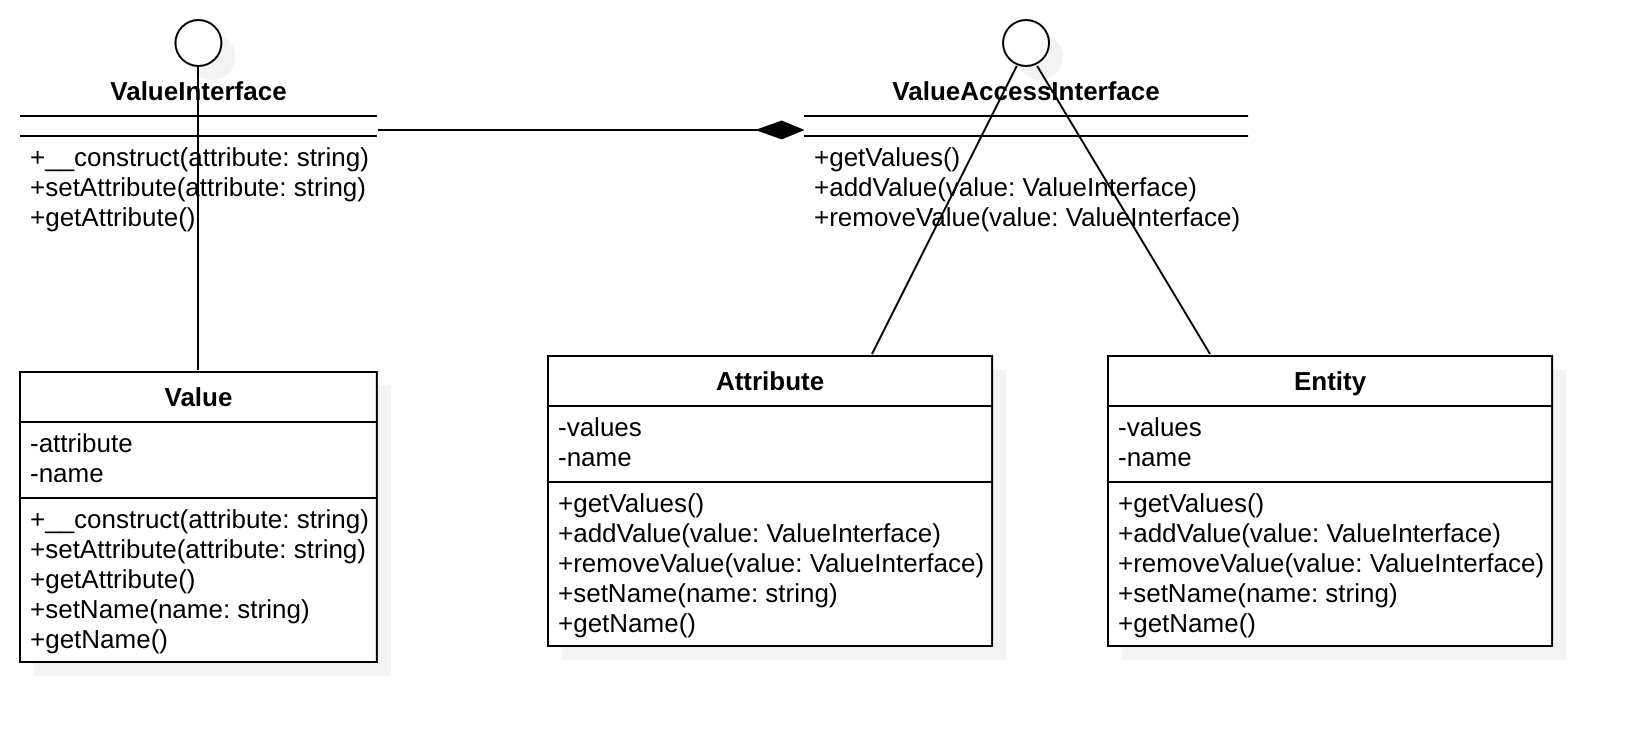 ValueInterface
+__construct(attribute: string)
+setAttribute(attribute: string)
+getAttribute()
ValueAccessInterface
+getValues()
+addValue(value: ValueInterface)
+removeValue(value: ValueInterface)
Value
-attribute
-name
+__construct(attribute: string)
+setAttribute(attribute: string)
+getAttribute()
+setName(name: string)
+getName()
Attribute
-values
-name
+getValues()
+addValue(value: ValueInterface)
+removeValue(value: ValueInterface)
+setName(name: string)
+getName()
Entity
-values
-name
+getValues()
+addValue(value: ValueInterface)
+removeValue(value: ValueInterface)
+setName(name: string)
+getName()